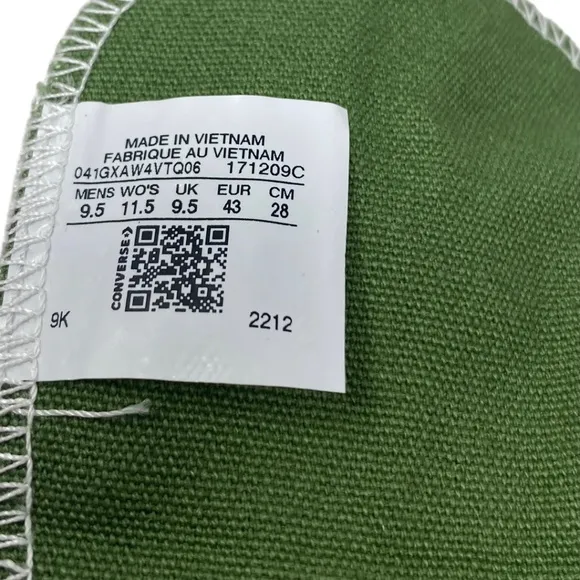 MADE IN VIETNAM
FABRIQUE AU VIETNAM
041GXAW4VTQ06 171209C
MENS WO'S UK EUR CM
9.5 11.5 9.5 43 28
CONVERSE
9K 2212